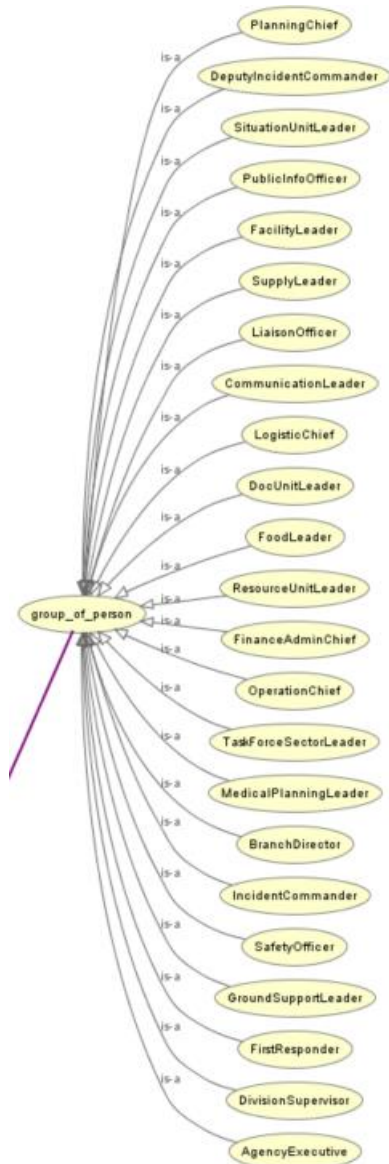 PlanningChief
is-a
DeputyIncidentCommander
is-a
SituationUnitLeader
is-a
PublicInfoOfficer
is-a
FacilityLeader
is-a
SupplyLeader
is-a
LiaisonOfficer
is-a
CommunicationLeader
is-a
LogisticChief
is-a
DocUnitLeader
is-a
FoodLeader
is-a
ResourceUnitLeader
is-a
group_of_person
is-a
FinanceAdminChief
is-a
OperationChief
is-a
TaskForceSectorLeader
is-a
MedicalPlanningLeader
is-a
BranchDirector
is-a
IncidentCommander
is-a
SafetyOfficer
is-a
GroundSupportLeader
is-a
FirstResponder
is-a
DivisionSupervisor
is-a
AgencyExecutive